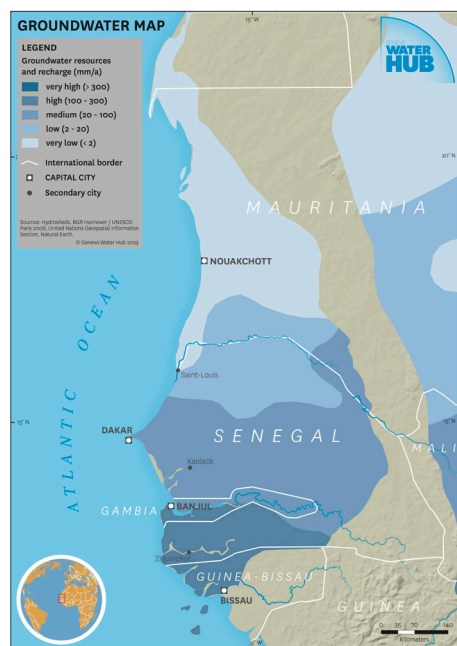 GROUNDWATER MAP
LEGEND
Groundwater resources
and recharge (mm/a)
very high (> 300)
high (100 - 300)
medium (20 - 100)
low (2 - 20)
very low (< 2)
International border
CAPITAL CITY
Secondary city
Sources: Hydrosheds, BGR Hannover / UNESCO
Paris 2008, United Nations Geospatial Information
Section, Natural Earth.
© Geneva Water Hub 2019
15° W
GENEVA
WATER
HUB
20° N
MAURITANIA
NOUAKCHOTT
ATLANTIC OCEAN
Saint-Louis
15° N
15° N
DAKAR
SENEGAL
MALI
Kaolack
BANJUL
GAMBIA
GUINEA-BISSAU
BISSAU
GUINEA
0 35 70 140
Kilometers